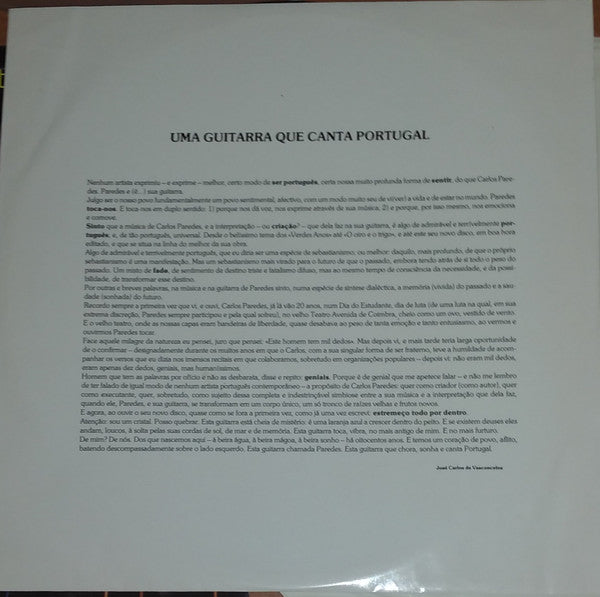 UMA GUITARRA QUE CANTA PORTUGAL
Nenhum artista exprimiu – e exprime – melhor, certo modo de ser português, certa nossa muito profunda forma de sentir, do que Carlos Pare-
des. Paredes e (é...) sua guitarra.
Julgo ser o nosso povo fundamentalmente um povo sentimental, afectivo, com um modo muito seu de vi(ver) a vida e de estar no mundo. Paredes
toca-nos. E toca-nos em duplo sentido: 1) porque nos dá voz, nos exprime através de sua música, 2) e porque, por isso mesmo, nos emociona
e comove.
Sinto que a música de Carlos Paredes, e a interpretação – ou criação? – que dela faz na sua guitarra, é algo de admirável e terrivelmente por-
tuguês, e, de tão português, universal. Desde o belíssimo tema dos «Verdes Anos» até «O oiro e o trigo», e até este seu novo disco, em boa hora
editado, e que se situa na linha do melhor da sua obra.
Algo de admirável e terrivelmente português, que eu diria ser uma espécie de sebastianismo; ou melhor: daquilo, mais profundo, de que o próprio
sebastianismo é uma manifestação. Mas um sebastianismo mais virado para o futuro de que o passado, embora tendo atrás de si todo o peso do
passado. Um misto de fado, de sentimento de destino triste e fatalismo difuso, mas ao mesmo tempo de consciência da necessidade, e da possi-
bilidade, de transformar esse destino.
Por outras e breves palavras, na música e na guitarra de Paredes sinto, numa espécie de síntese dialéctica, a memória (vivida) do passado e a sau-
dade (sonhada) do futuro.
Recordo sempre a primeira vez que vi, e ouvi, Carlos Paredes, já lá vão 20 anos, num Dia do Estudante, dia de luta (de uma luta na qual, em sua
extrema discreção, Paredes sempre participou e pela qual sofreu), no velho Teatro Avenida de Coimbra, cheio como um ovo, vestido de vento.
E o velho teatro, onde as nossas capas eram bandeiras de liberdade, quase desabava ao peso de tanta emoção e tanto entusiasmo, ao vermos e
ouvirmos Paredes tocar.
Face aquele milagre da natureza eu pensei, juro que pensei: «Este homem tem mil dedos». Mas depois vi, e mais tarde teria larga oportunidade
de o confirmar – designadamente durante os muitos anos em que o Carlos, com a sua singular forma de ser fraterno, teve a humildade de acom-
panhar os versos que eu dizia nos imensos recitais em que colaboramos, sobretudo em organizações populares – depois vi: não eram mil dedos,
eram apenas dez dedos, geniais, mas humaníssimos.
Homem que tem as palavras por ofício e não as desbarata, disse e repito: geniais. Porque é de genial que me apetece falar – e não me lembro
de ter falado de igual modo de nenhum artista português contemporâneo – a propósito de Carlos Paredes: quer como criador (como autor), quer
como executante, quer, sobretudo, como sujeito dessa completa e indestrinçível simbiose entre a sua música e a interpretação que dela faz,
quando ele, Paredes, e sua guitarra, se transformam em um corpo único, um só tronco de raízes velhas e frutos novos.
E agora, ao ouvir o seu novo disco, quase como se fora a primeira vez, como já uma vez escrevi: estremeço todo por dentro.
Atenção: sou um cristal. Posso quebrar. Esta guitarra está cheia de mistério: é uma laranja azul a crescer dentro do peito. E se existem deuses eles
andam, loucos, à solta pelas suas cordas de sol, de mar e de memória. Esta guitarra toca, vibra, no mais antigo de mim. E no mais furturo.
De mim? De nós. Dos que nascemos aqui – à beira água, à beira mágoa, à beira sonho – há oitocentos anos. E temos um coração de povo, aflito,
batendo descompassadamente sobre o lado esquerdo. Esta guitarra chamada Paredes. Esta guitarra que chora, sonha e canta Portugal.
José Carlos de Vasconcelos